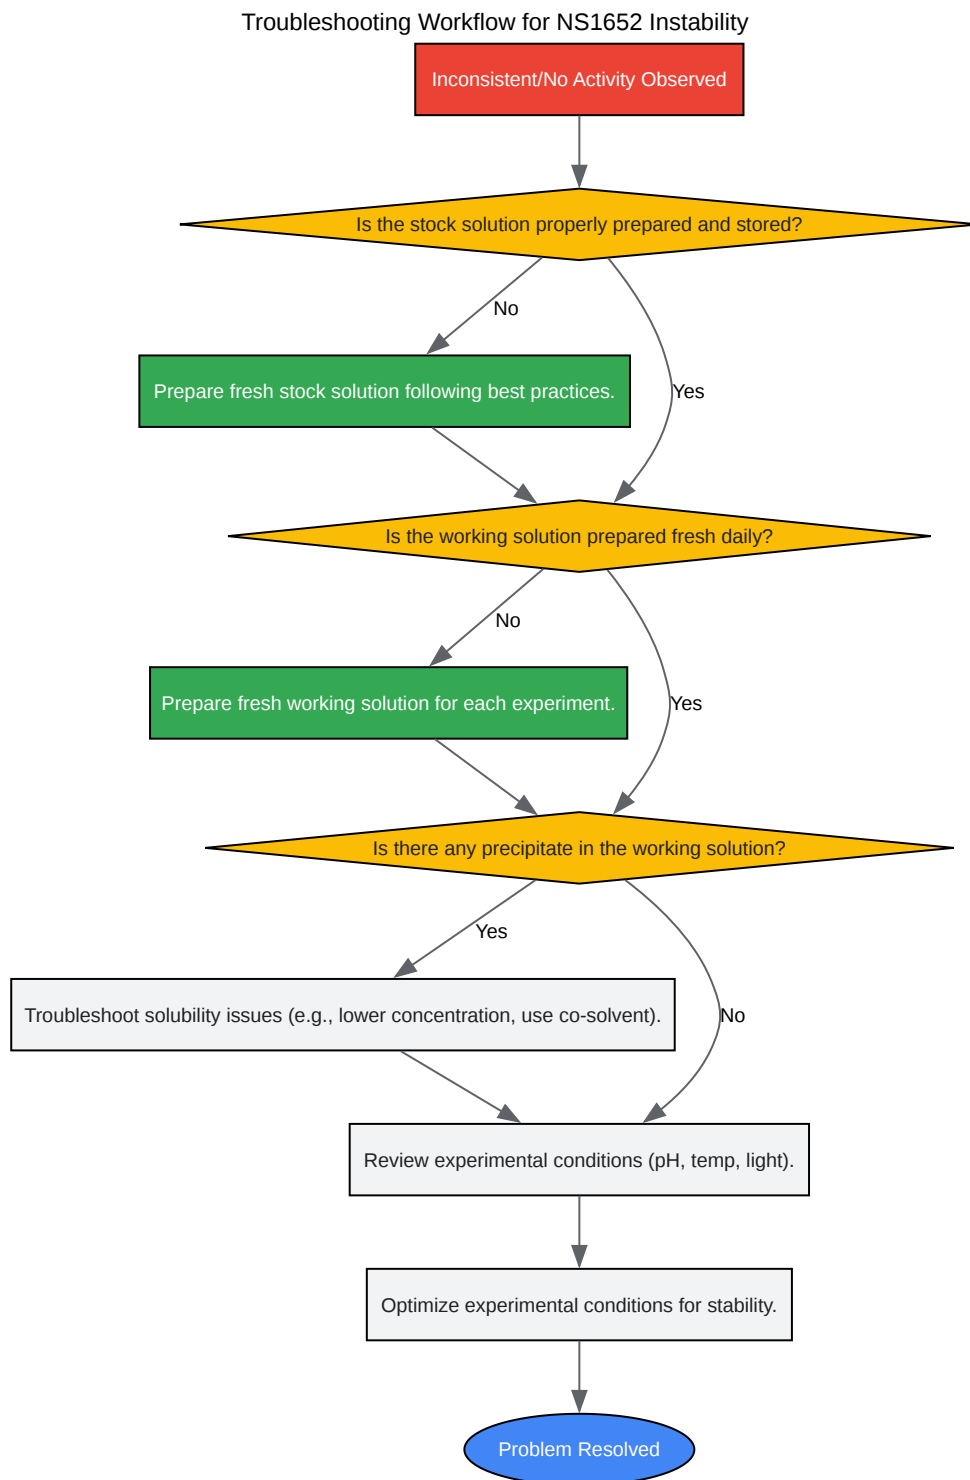 Troubleshooting Workflow for NS1652 Instability
Inconsistent/No Activity Observed
Is the stock solution properly prepared and stored?
No
Prepare fresh stock solution following best practices.
Yes
Is the working solution prepared fresh daily?
No
Prepare fresh working solution for each experiment.
Yes
Is there any precipitate in the working solution?
Yes
Troubleshoot solubility issues (e.g., lower concentration, use co-solvent).
No
Review experimental conditions (pH, temp, light).
Optimize experimental conditions for stability.
Problem Resolved